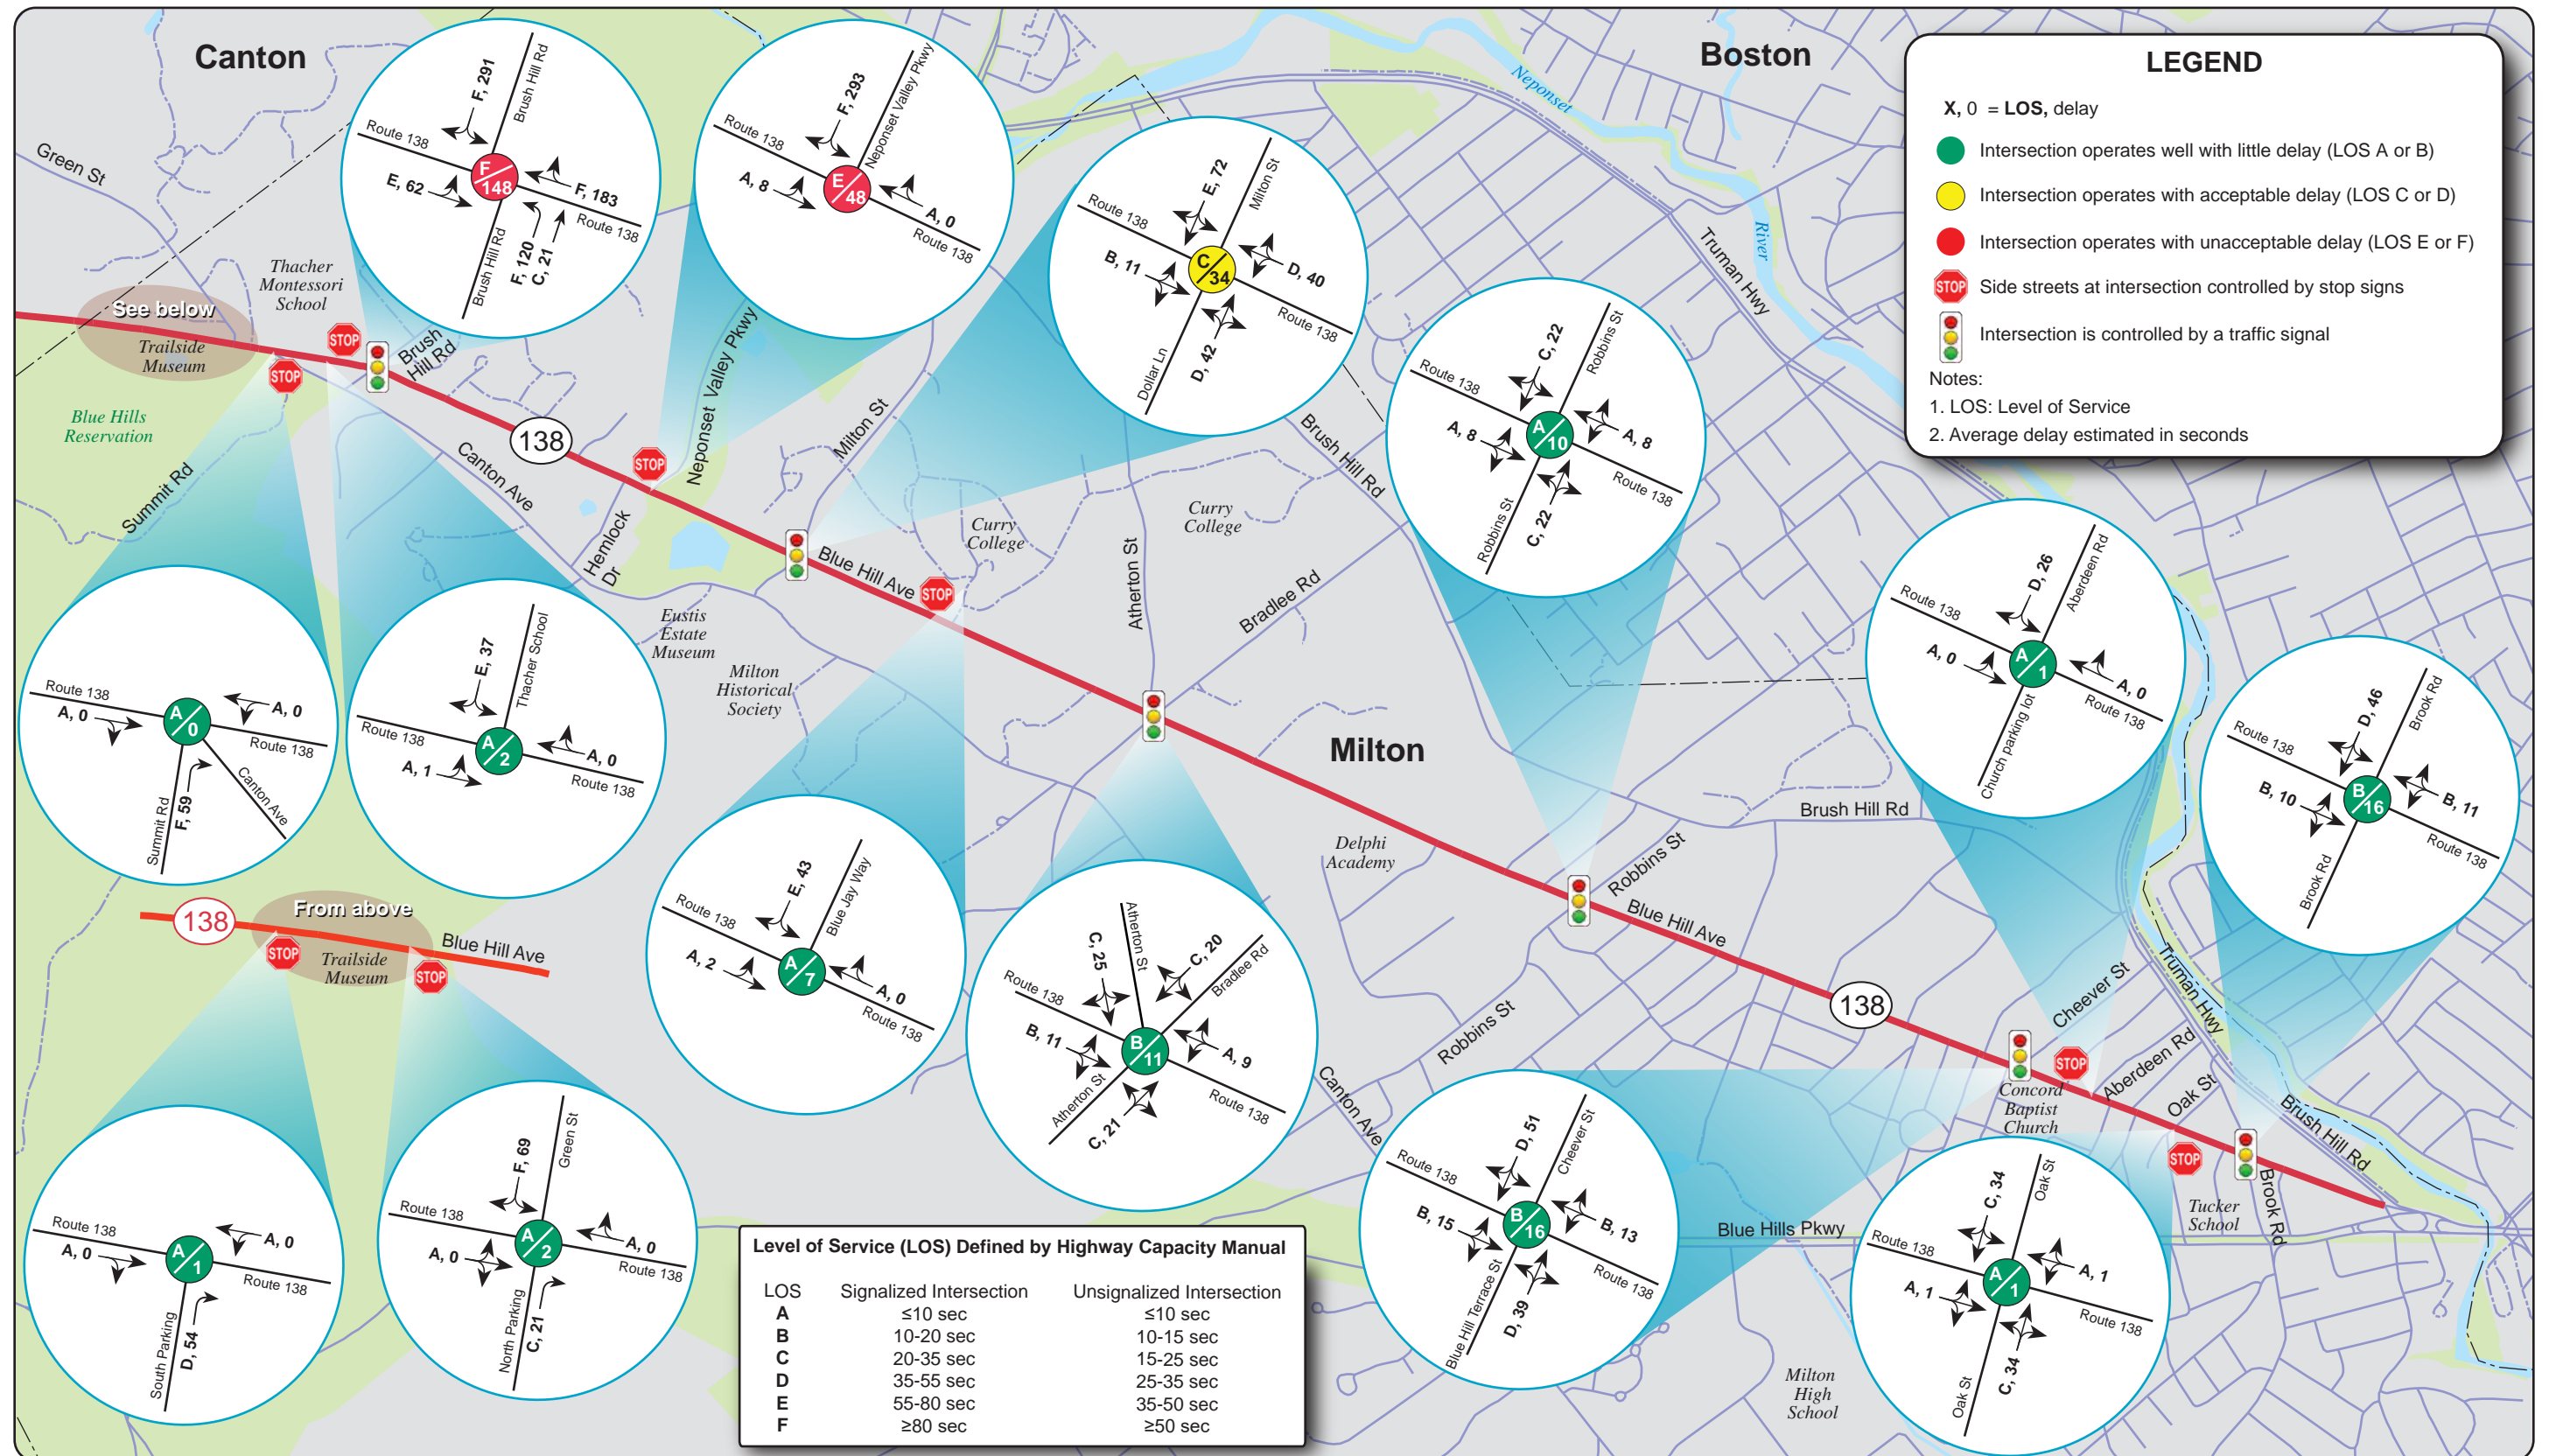 Canton
Boston
Milton
Green St
Thacher
Montessori
School
See below
Trailside
Museum
STOP
STOP
Brush
Hill Rd
Blue Hills
Reservation
Summit Rd
138
Canton Ave
STOP
Neponset Valley Pkwy
Hemlock
Dr
Milton St
Blue Hill Ave
STOP
Curry
College
Curry
College
Eustis
Estate
Museum
Milton
Historical
Society
Atherton St
Bradlee Rd
Brush Hill Rd
Neponset
River
Truman Hwy
Delphi
Academy
Brush Hill Rd
Robbins St
Blue Hill Ave
Robbins St
Canton Ave
138
Cheever St
STOP
Concord
Baptist
Church
Aberdeen Rd
Oak St
STOP
Truman Hwy
Brush Hill Rd
Brook Rd
Tucker
School
Blue Hills Pkwy
Milton
High
School
138
From above
Blue Hill Ave
STOP
Trailside
Museum
STOP
F, 291
Brush Hill Rd
Route 138
E, 62
F
148
F, 183
Route 138
F, 120
C, 21
Brush Hill Rd
F, 293
Neponset Valley Pkwy
Route 138
A, 8
E
48
A, 0
Route 138
E, 72
Milton St
Route 138
B, 11
C
34
D, 40
Route 138
D, 42
Dollar Ln
C, 22
Robbins St
Route 138
A, 8
A
10
A, 8
Route 138
C, 22
Robbins St
D, 26
Aberdeen Rd
Route 138
A, 0
A
1
A, 0
Route 138
Church parking lot
D, 46
Brook Rd
Route 138
B, 10
B
16
B, 11
Route 138
Brook Rd
Route 138
A, 0
A
0
A, 0
Route 138
Summit Rd
F, 59
Canton Ave
E, 37
Thacher School
Route 138
A, 1
A
2
A, 0
Route 138
E, 43
Blue Jay Way
Route 138
A, 2
A
7
A, 0
Route 138
C, 25
Atherton St
C, 20
Bradlee Rd
Route 138
B, 11
B
11
A, 9
Route 138
Atherton St
C, 21
Route 138
A, 0
A
1
A, 0
Route 138
South Parking
D, 54
F, 69
Green St
Route 138
A, 0
A
2
A, 0
Route 138
North Parking
C, 21
D, 51
Cheever St
Route 138
B, 15
B
16
B, 13
Route 138
Blue Hill Terrace St
D, 39
C, 34
Oak St
Route 138
A, 1
A
1
A, 1
Route 138
C, 34
Oak St
LEGEND
X, 0 = LOS, delay
Intersection operates well with little delay (LOS A or B)
Intersection operates with acceptable delay (LOS C or D)
Intersection operates with unacceptable delay (LOS E or F)
STOP Side streets at intersection controlled by stop signs
Intersection is controlled by a traffic signal
Notes:
1. LOS: Level of Service
2. Average delay estimated in seconds
Level of Service (LOS) Defined by Highway Capacity Manual
LOS Signalized Intersection Unsignalized Intersection
A ≤10 sec ≤10 sec
B 10-20 sec 10-15 sec
C 20-35 sec 15-25 sec
D 35-55 sec 25-35 sec
E 55-80 sec 35-50 sec
F ≥80 sec ≥50 sec